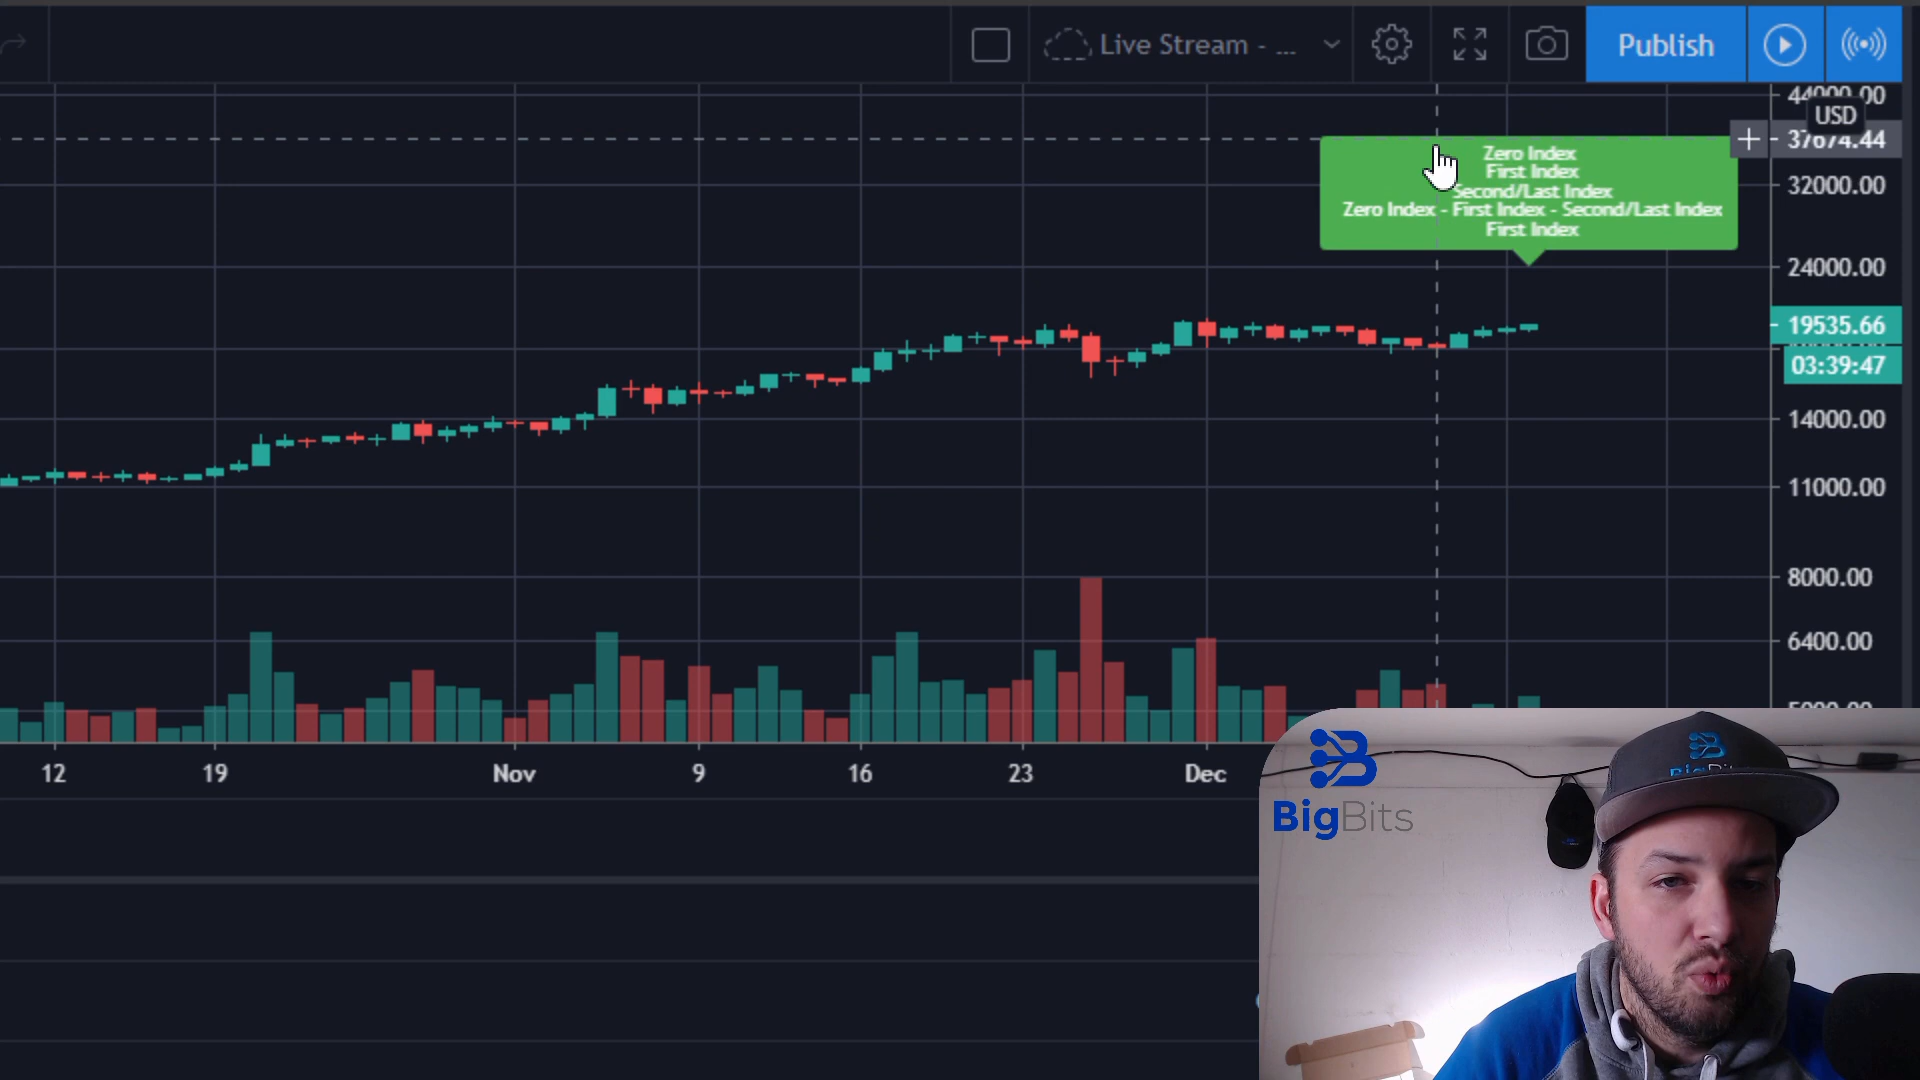 Live Stream - ...
Publish
44000.00
USD
37674.44
Zero Index
First Index
Second/Last Index
Zero Index - First Index - Second/Last Index
First Index
32000.00
24000.00
19535.66
03:39:47
14000.00
11000.00
8000.00
6400.00
12 19 Nov 9 16 23 Dec
BigBits